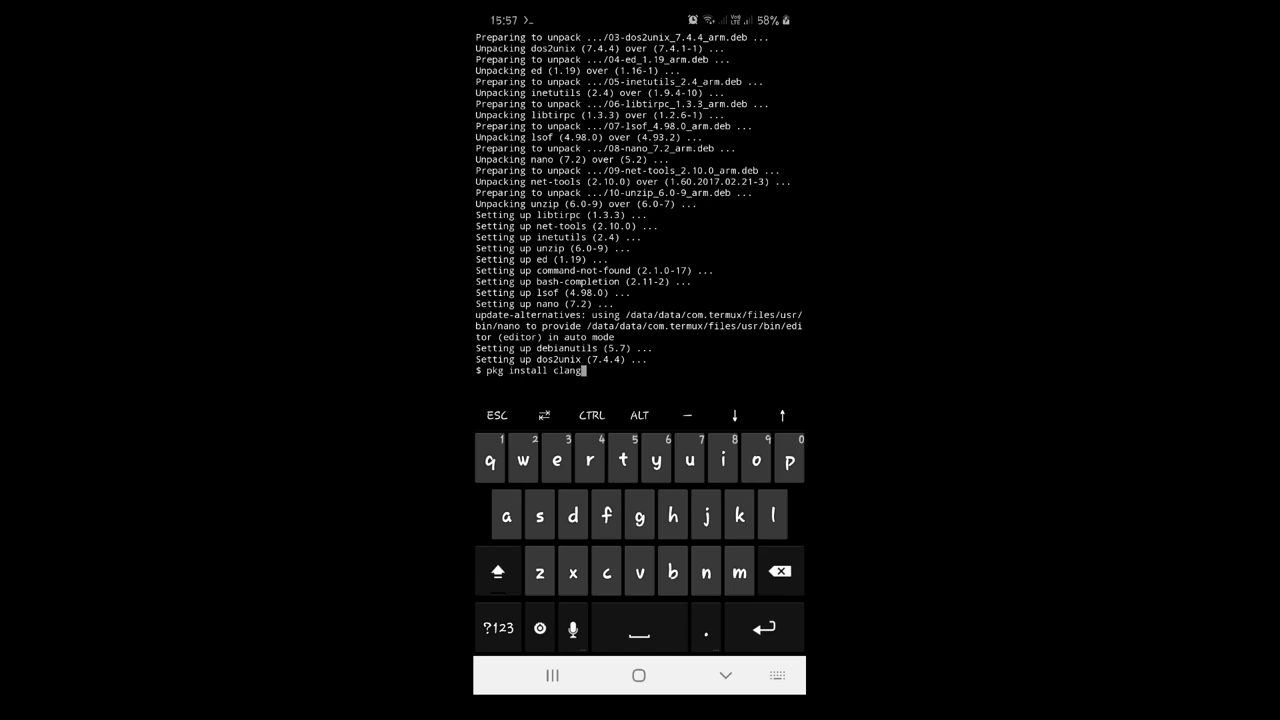 15:57 >_ 58%
Preparing to unpack .../03-dos2unix_7.4.4_arm.deb ...
Unpacking dos2unix (7.4.4) over (7.4.1-1) ...
Preparing to unpack .../04-ed_1.19_arm.deb ...
Unpacking ed (1.19) over (1.16-1) ...
Preparing to unpack .../05-inetutils_2.4_arm.deb ...
Unpacking inetutils (2.4) over (1.9.4-10) ...
Preparing to unpack .../06-libtirpc_1.3.3_arm.deb ...
Unpacking libtirpc (1.3.3) over (1.2.6-1) ...
Preparing to unpack .../07-lsof_4.98.0_arm.deb ...
Unpacking lsof (4.98.0) over (4.93.2) ...
Preparing to unpack .../08-nano_7.2_arm.deb ...
Unpacking nano (7.2) over (5.2) ...
Preparing to unpack .../09-net-tools_2.10.0_arm.deb ...
Unpacking net-tools (2.10.0) over (1.60.2017.02.21-3) ...
Preparing to unpack .../10-unzip_6.0-9_arm.deb ...
Unpacking unzip (6.0-9) over (6.0-7) ...
Setting up libtirpc (1.3.3) ...
Setting up net-tools (2.10.0) ...
Setting up inetutils (2.4) ...
Setting up unzip (6.0-9) ...
Setting up ed (1.19) ...
Setting up command-not-found (2.1.0-17) ...
Setting up bash-completion (2.11-2) ...
Setting up lsof (4.98.0) ...
Setting up nano (7.2) ...
update-alternatives: using /data/data/com.termux/files/usr/
bin/nano to provide /data/data/com.termux/files/usr/bin/edi
tor (editor) in auto mode
Setting up debianutils (5.7) ...
Setting up dos2unix (7.4.4) ...
$ pkg install clang
ESC ⇄ CTRL ALT — ↓ ↑
1 2 3 4 5 6 7 8 9 0
q w e r t y u i o p
a s d f g h j k l
z x c v b n m
?123 .